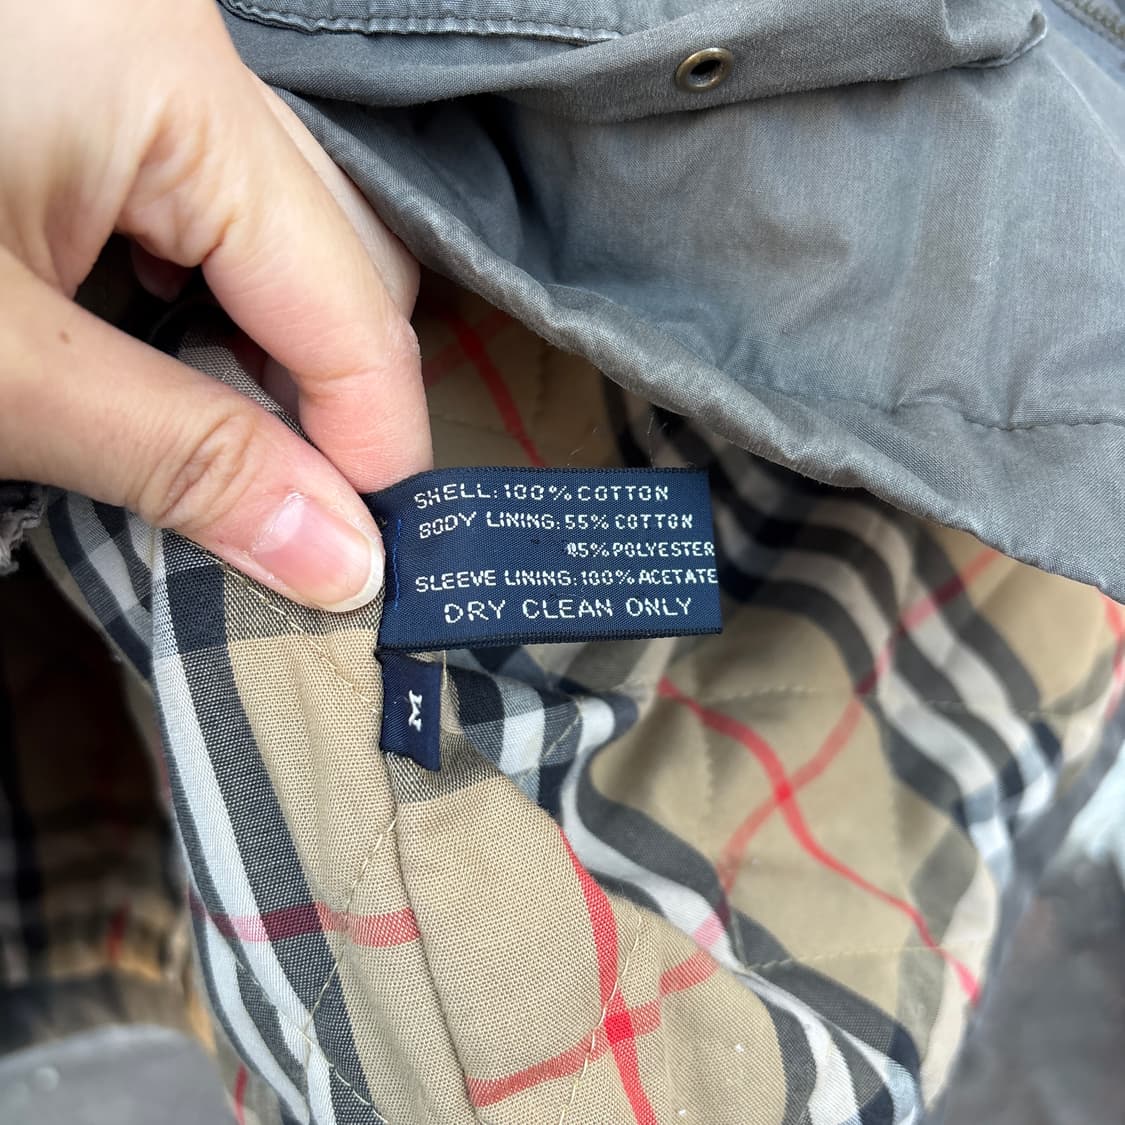 SHELL: 100% COTTON
BODY LINING: 55% COTTON
45% POLYESTER
SLEEVE LINING: 100% ACETATE
DRY CLEAN ONLY
M